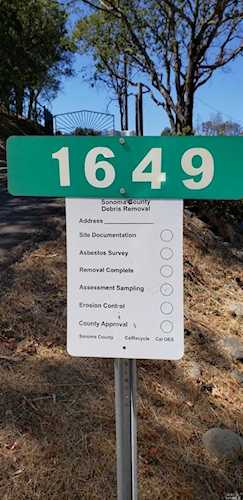 1649
Sonoma County
Debris Removal
Address
Site Documentation
Asbestos Survey
Removal Complete
Assessment Sampling
Erosion Control
County Approval
Sonoma County CalRecycle Cal OES